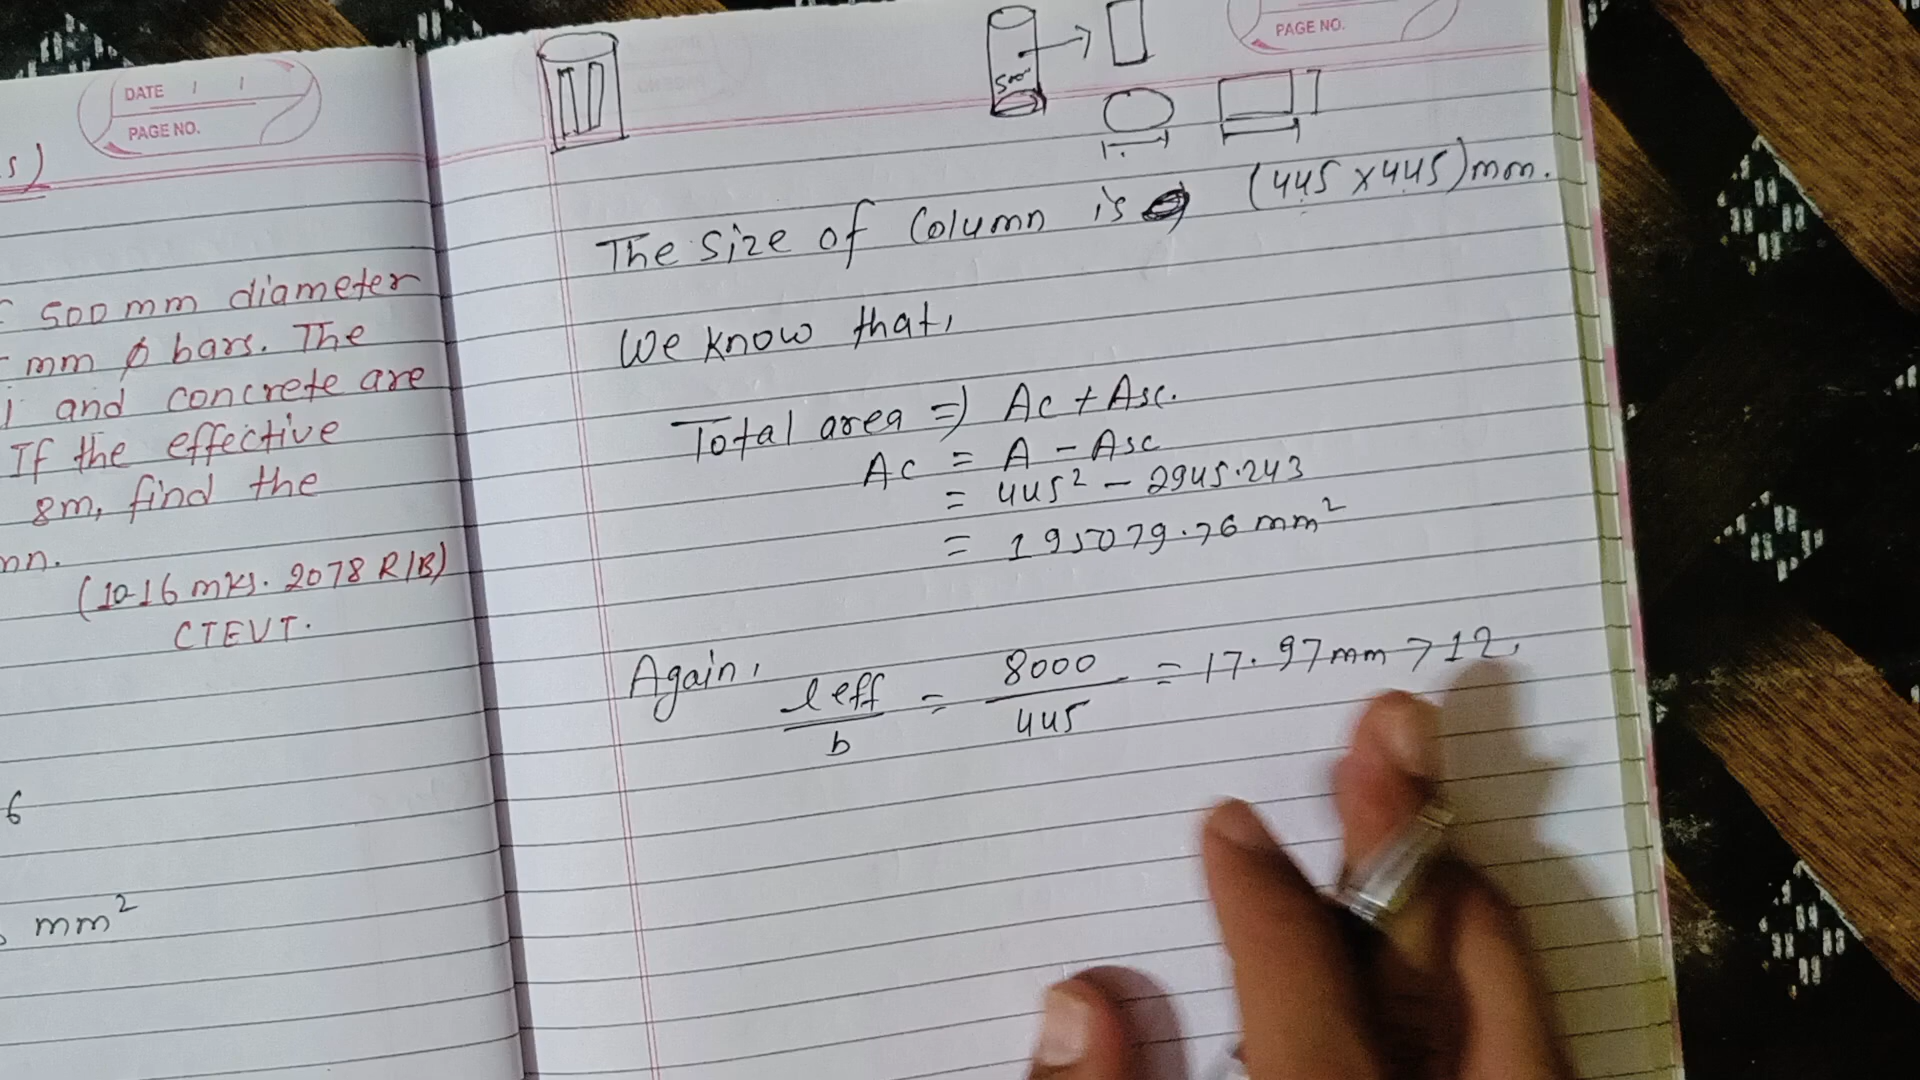 DATE / /
PAGE NO.
s)
500 mm diameter
mm φ bars. The
and concrete are
If the effective
8m, find the
mn.
(10-16 mks. 2078 R/B)
CTEVT.
6
mm²
PAGE NO.
500
The size of Column is (445 x 445)mm.
We know that,
Total area => Ac + Asc.
Ac = A - Asc
= 445² - 2945.243
= 195079.76 mm²
Again,
leff/b = 8000/445 = 17.97mm > 12.